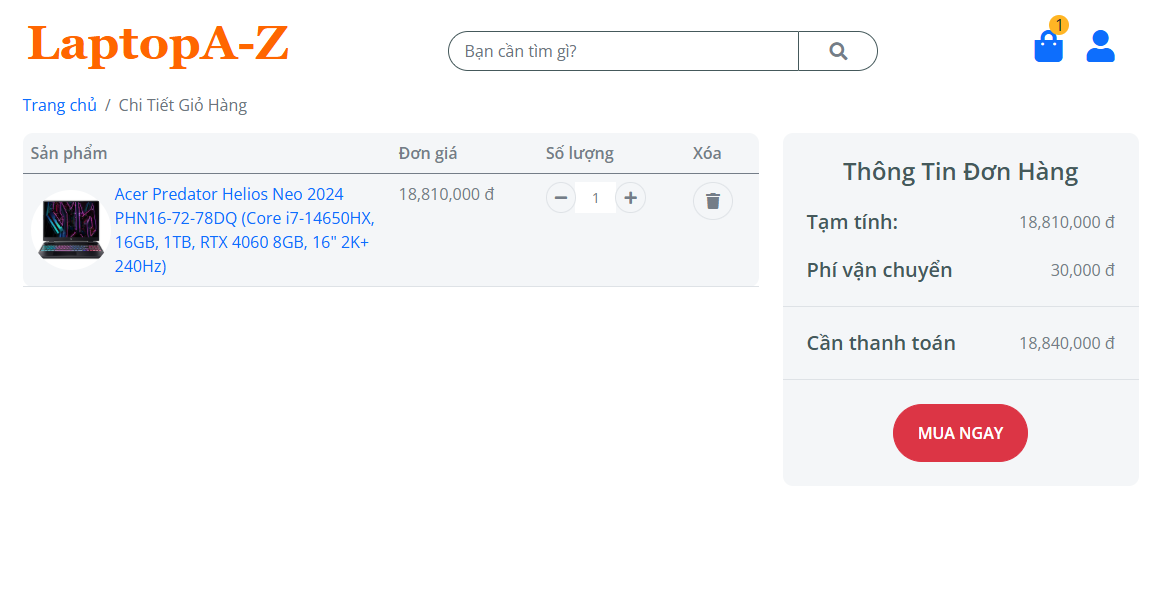 LaptopA-Z
Bạn cần tìm gì?
1
Trang chủ / Chi Tiết Giỏ Hàng
Sản phẩm Đơn giá Số lượng Xóa
Acer Predator Helios Neo 2024 18,810,000 đ 1
PHN16-72-78DQ (Core i7-14650HX,
16GB, 1TB, RTX 4060 8GB, 16" 2K+
240Hz)
Thông Tin Đơn Hàng
Tạm tính: 18,810,000 đ
Phí vận chuyển 30,000 đ
Cần thanh toán 18,840,000 đ
MUA NGAY